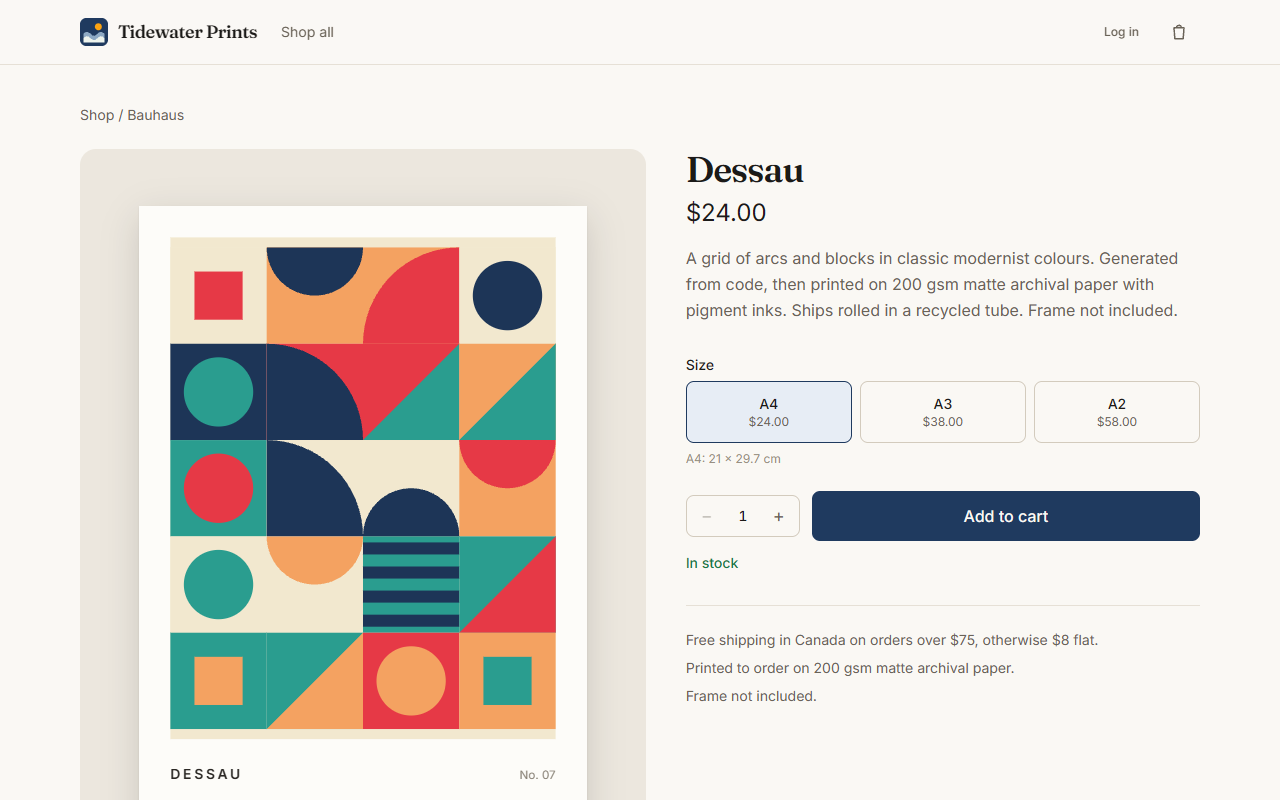 Tidewater Prints
Shop all
Log in
Shop / Bauhaus
DESSAU
No. 07
Dessau
$24.00
A grid of arcs and blocks in classic modernist colours. Generated
from code, then printed on 200 gsm matte archival paper with
pigment inks. Ships rolled in a recycled tube. Frame not included.
Size
A4
$24.00
A3
$38.00
A2
$58.00
A4: 21 × 29.7 cm
− 1 +
Add to cart
In stock
Free shipping in Canada on orders over $75, otherwise $8 flat.
Printed to order on 200 gsm matte archival paper.
Frame not included.